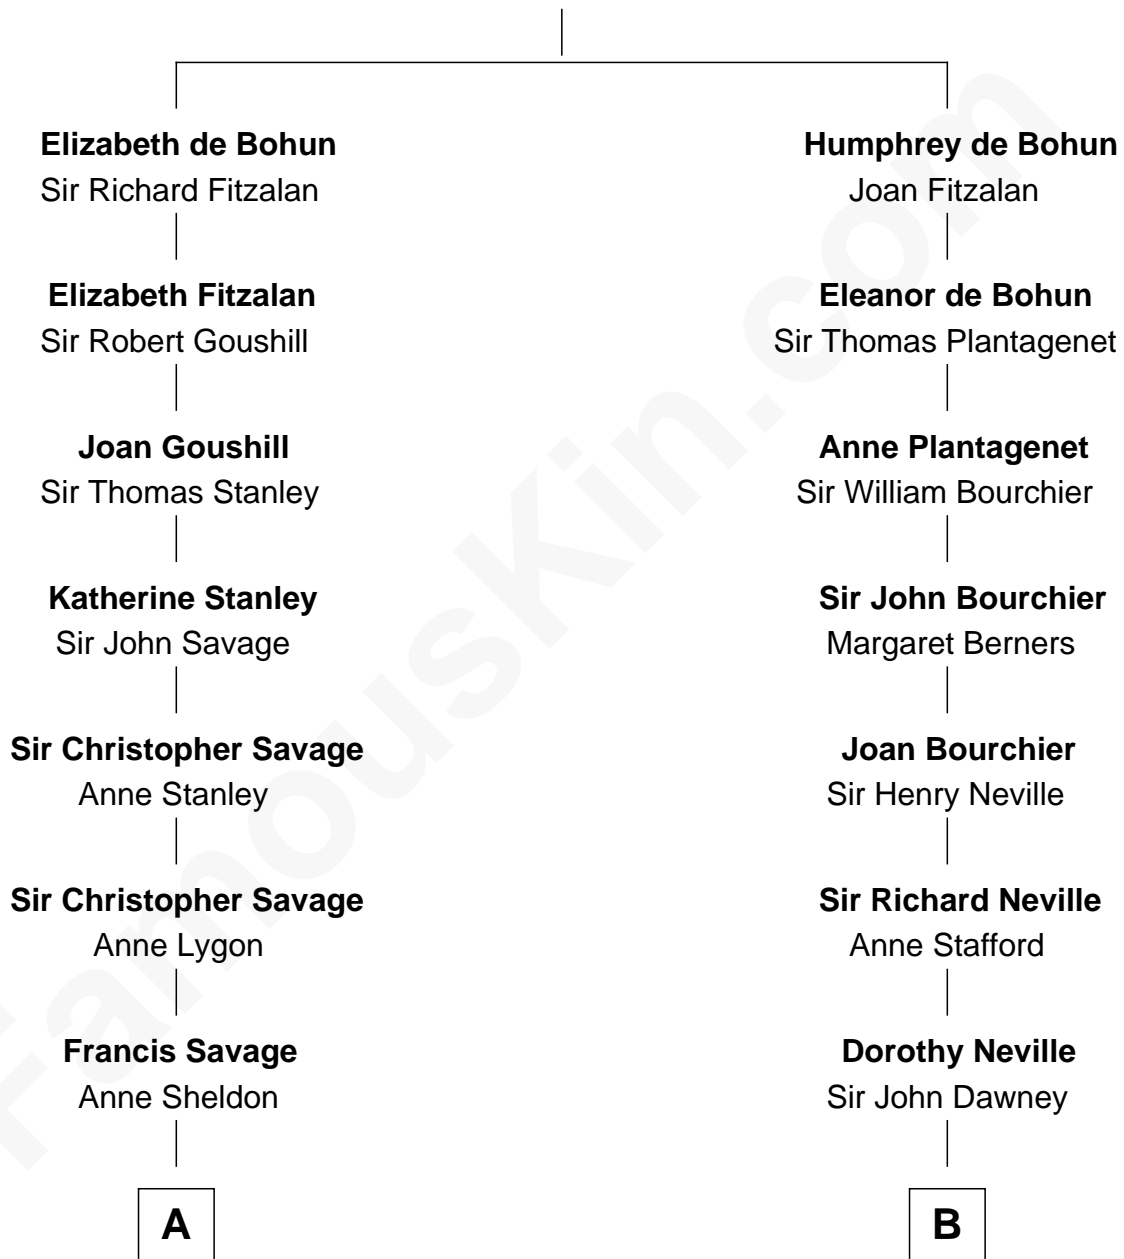 Elizabeth de Bohun
Sir Richard Fitzalan
Elizabeth Fitzalan
Sir Robert Goushill
Joan Goushill
Sir Thomas Stanley
Katherine Stanley
Sir John Savage
Sir Christopher Savage
Anne Stanley
Sir Christopher Savage
Anne Lygon
Francis Savage
Anne Sheldon
A
Humphrey de Bohun
Joan Fitzalan
Eleanor de Bohun
Sir Thomas Plantagenet
Anne Plantagenet
Sir William Bourchier
Sir John Bourchier
Margaret Berners
Joan Bourchier
Sir Henry Neville
Sir Richard Neville
Anne Stafford
Dorothy Neville
Sir John Dawney
B
FamousKin.com